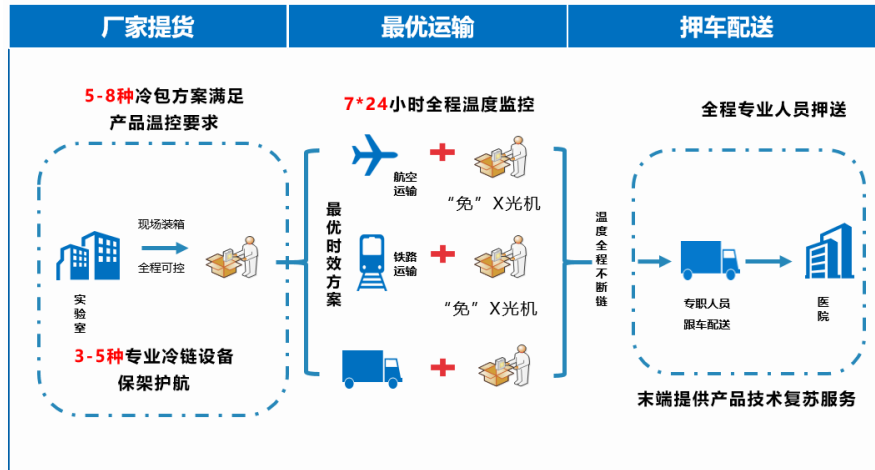 厂家提货
最优运输
押车配送
5-8种冷包方案满足
产品温控要求
现场装箱
全程可控
实验室
3-5种专业冷链设备
保架护航
7*24小时全程温度监控
最优时效方案
航空
运输
“免”X光机
铁路
运输
“免”X光机
温度全程不断链
全程专业人员押送
专职人员
跟车配送
医院
末端提供产品技术复苏服务